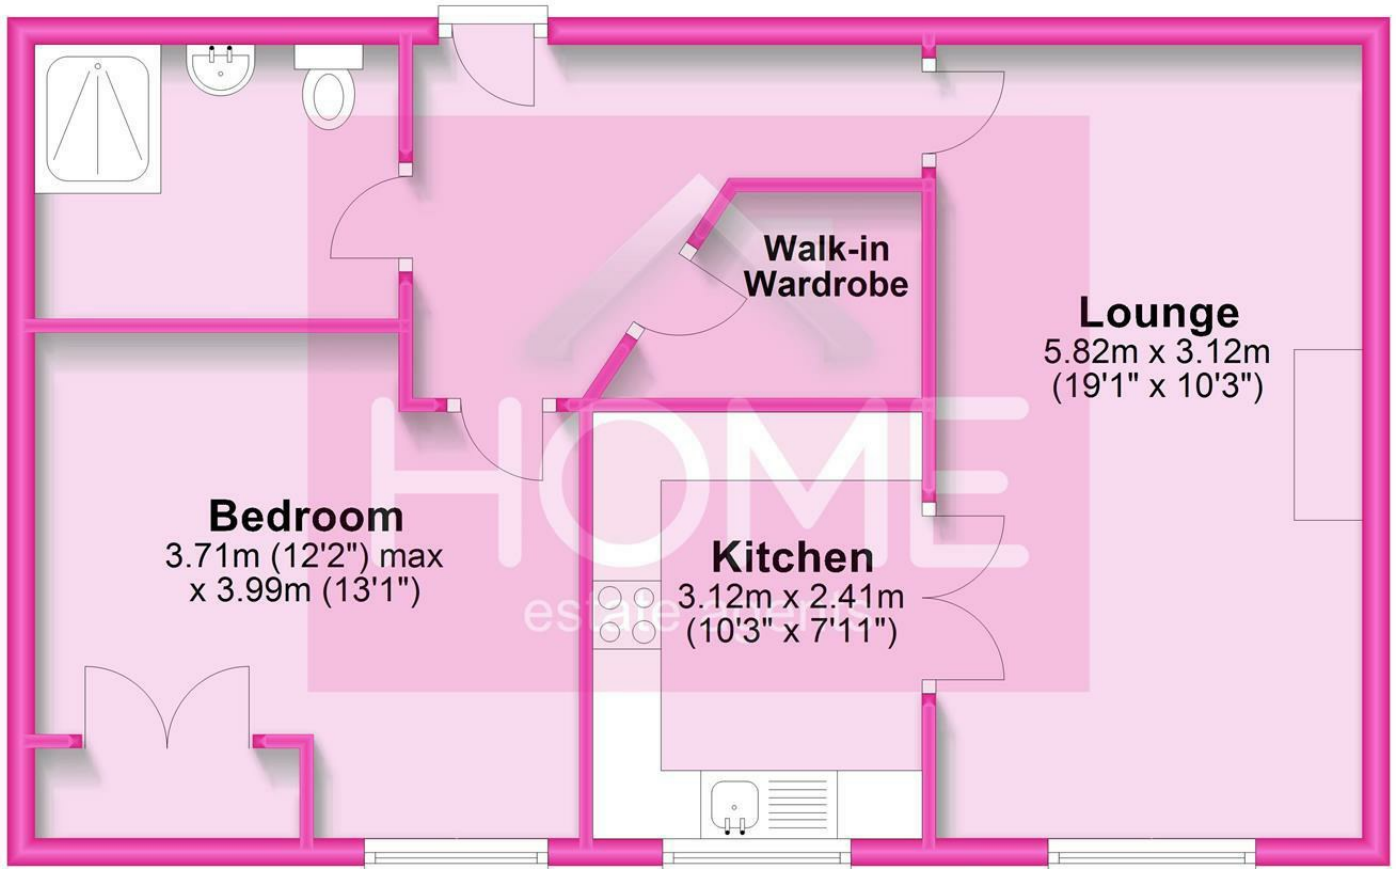 Walk-in
Wardrobe
Lounge
5.82m x 3.12m
(19'1" x 10'3")
Bedroom
3.71m (12'2") max
x 3.99m (13'1")
Kitchen
3.12m x 2.41m
(10'3" x 7'11")
HOME
estate agents